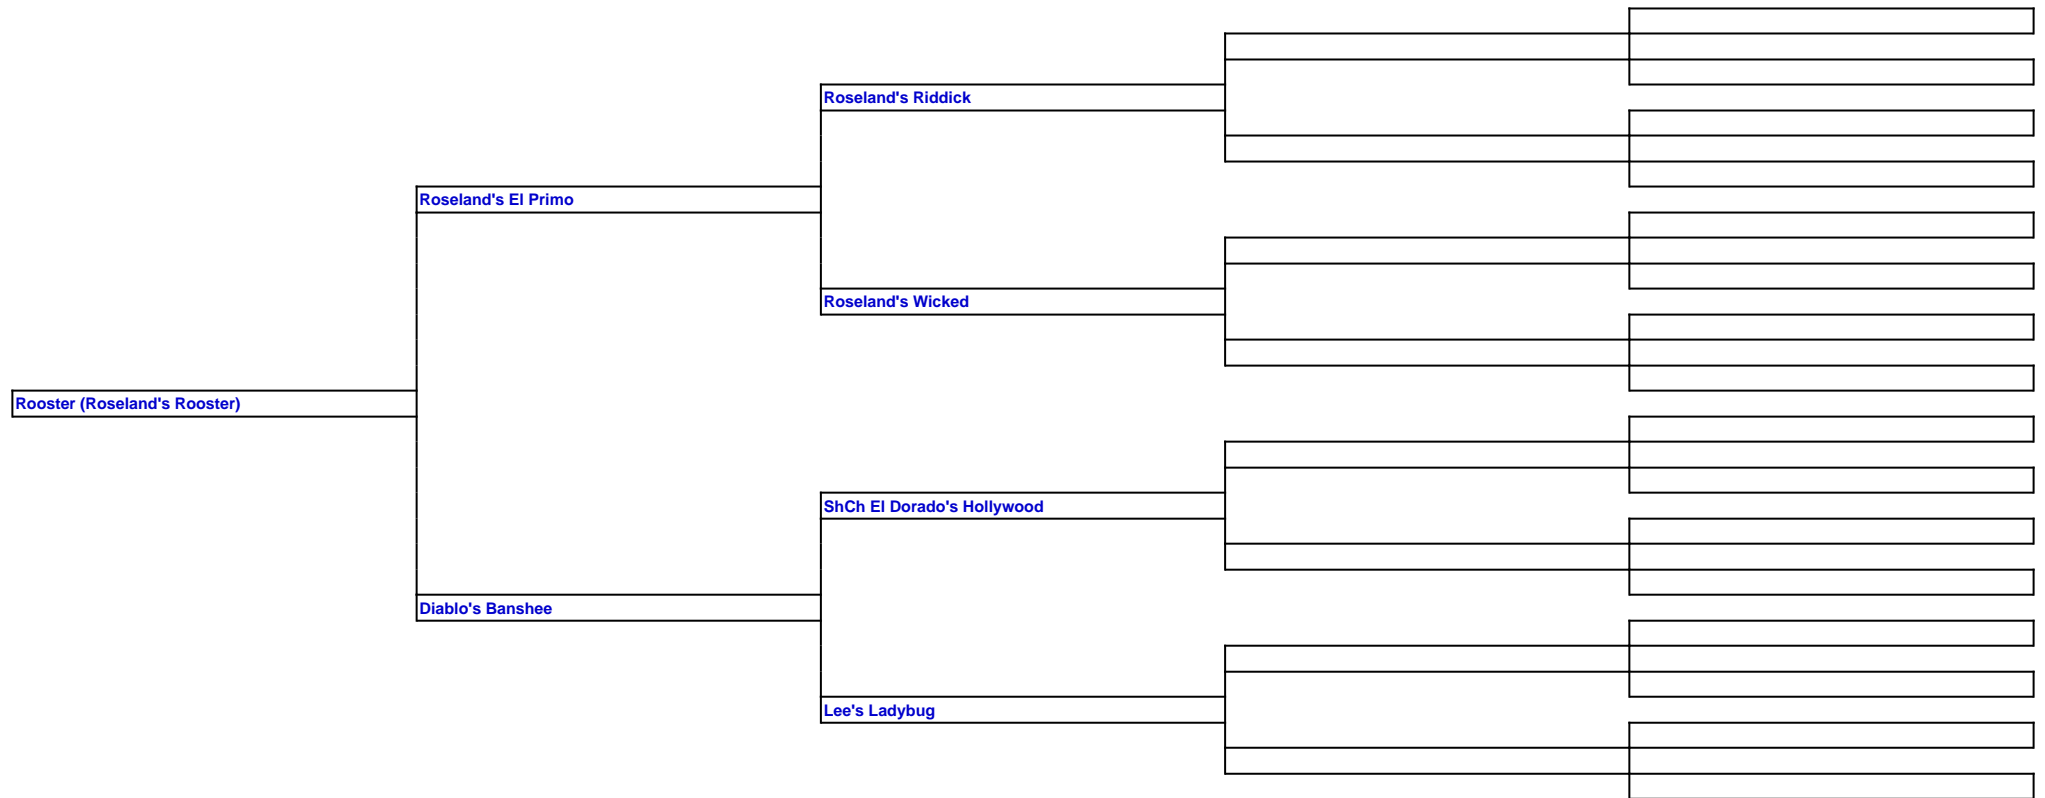 Roseland's Riddick
Roseland's El Primo
Roseland's Wicked
Rooster (Roseland's Rooster)
ShCh El Dorado's Hollywood
Diablo's Banshee
Lee's Ladybug